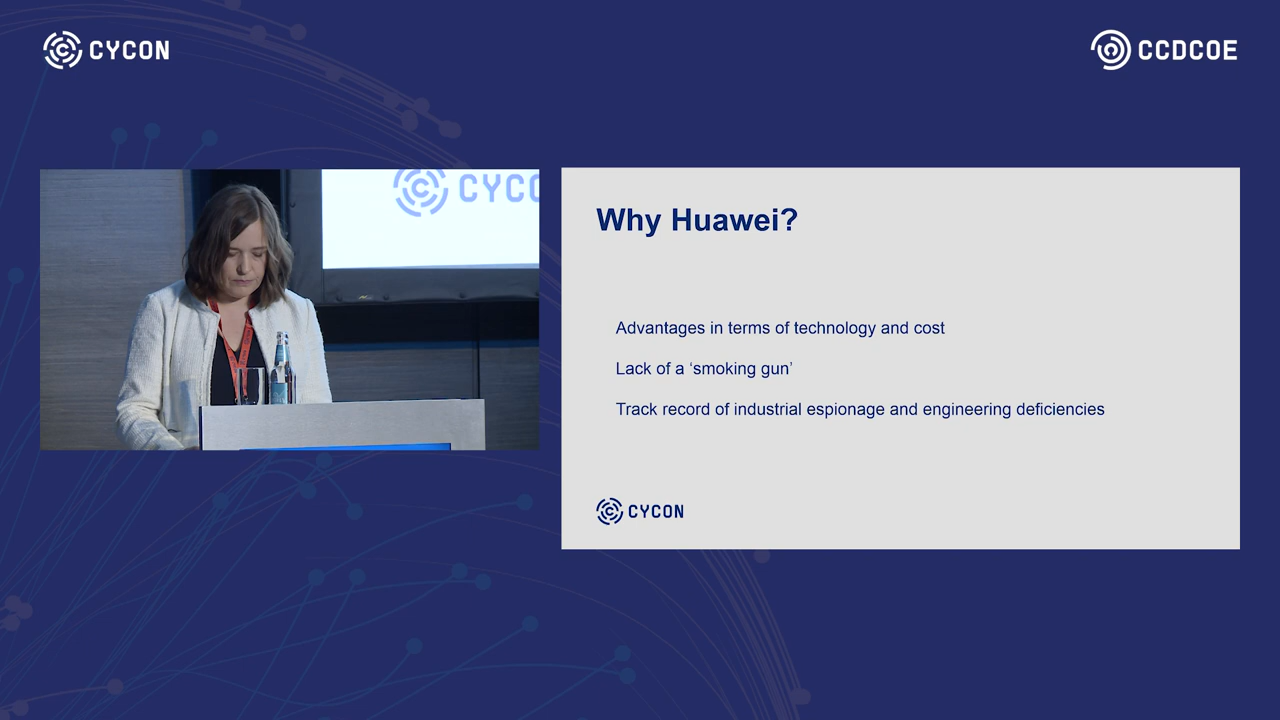 CYCON
CCDCOE
CYCO
Why Huawei?
Advantages in terms of technology and cost
Lack of a ‘smoking gun’
Track record of industrial espionage and engineering deficiencies
CYCON